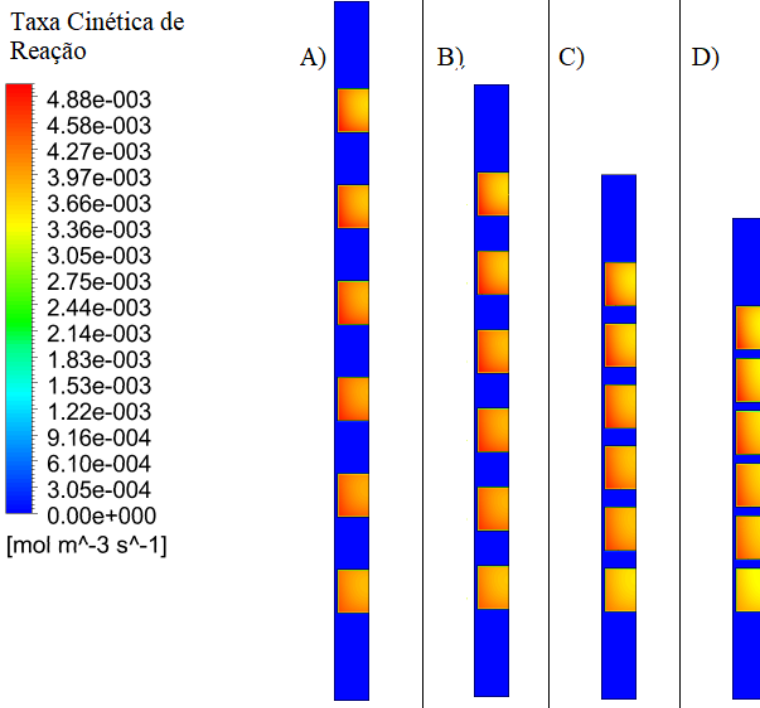 Taxa Cinética de
Reação
4.88e-003
4.58e-003
4.27e-003
3.97e-003
3.66e-003
3.36e-003
3.05e-003
2.75e-003
2.44e-003
2.14e-003
1.83e-003
1.53e-003
1.22e-003
9.16e-004
6.10e-004
3.05e-004
0.00e+000
[mol m^-3 s^-1]
A)
B)
C)
D)